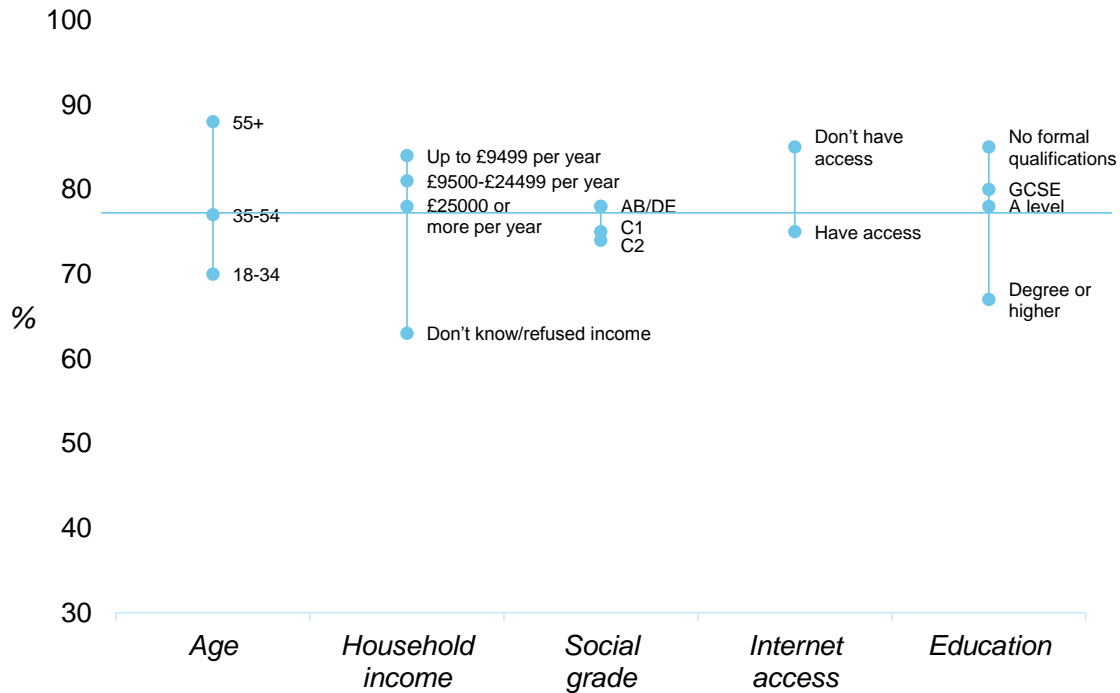 100
90
80
70
%
60
50
40
30
55+
35-54
18-34
Up to £9499 per year
£9500-£24499 per year
£25000 or
more per year
Don’t know/refused income
AB/DE
C1
C2
Don’t have
access
Have access
No formal
qualifications
GCSE
A level
Degree or
higher
Age
Household
income
Social
grade
Internet
access
Education